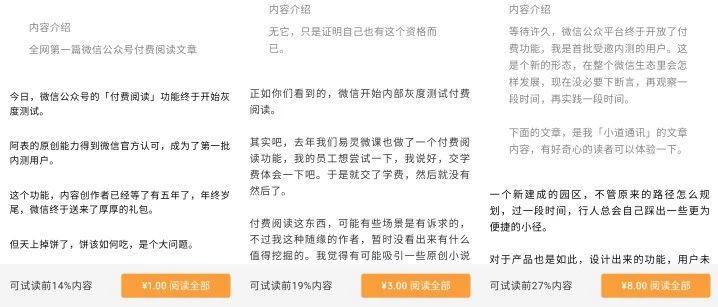 内容介绍
全网第一篇微信公众号付费阅读文章
今日，微信公众号的「付费阅读」功能终于开始灰
度测试。
阿表的原创能力得到微信官方认可，成为了第一批
内测用户。
这个功能，内容创作者已经等了有五年了，年终岁
尾，微信终于送来了厚厚的礼包。
但天上掉饼了，饼该如何吃，是个大问题。
可试读前14%内容
¥1.00 阅读全部
内容介绍
无它，只是证明自己也有这个资格而
已。
正如你们看到的，微信开始内部灰度测试付费
阅读。
其实吧，去年我们易灵微课也做了一个付费阅
读功能，我的员工想尝试一下，我说好，交学
费体会一下吧。于是就交了学费，然后就没有
然后了。
付费阅读这东西，可能有些场景是有诉求的，
不过我这种随缘的作者，暂时没看出来有什么
值得挖掘的。我觉得有可能吸引一些原创小说
可试读前19%内容
¥3.00 阅读全部
内容介绍
等待许久，微信公众平台终于开放了付
费功能，我是首批受邀内测的用户。这
是个新的形态，在整个微信生态里会怎
样发展，现在没必要下断言，再观察一
段时间，再实践一段时间。
下面的文章，是我「小道通讯」的文章
内容，有好奇心的读者可以体验一下。
一个新建成的园区，不管原来的路径怎么规
划，过一段时间，行人总会自己踩出一些更为
便捷的小径。
对于产品也是如此，设计出来的功能，用户未
可试读前27%内容
¥8.00 阅读全部